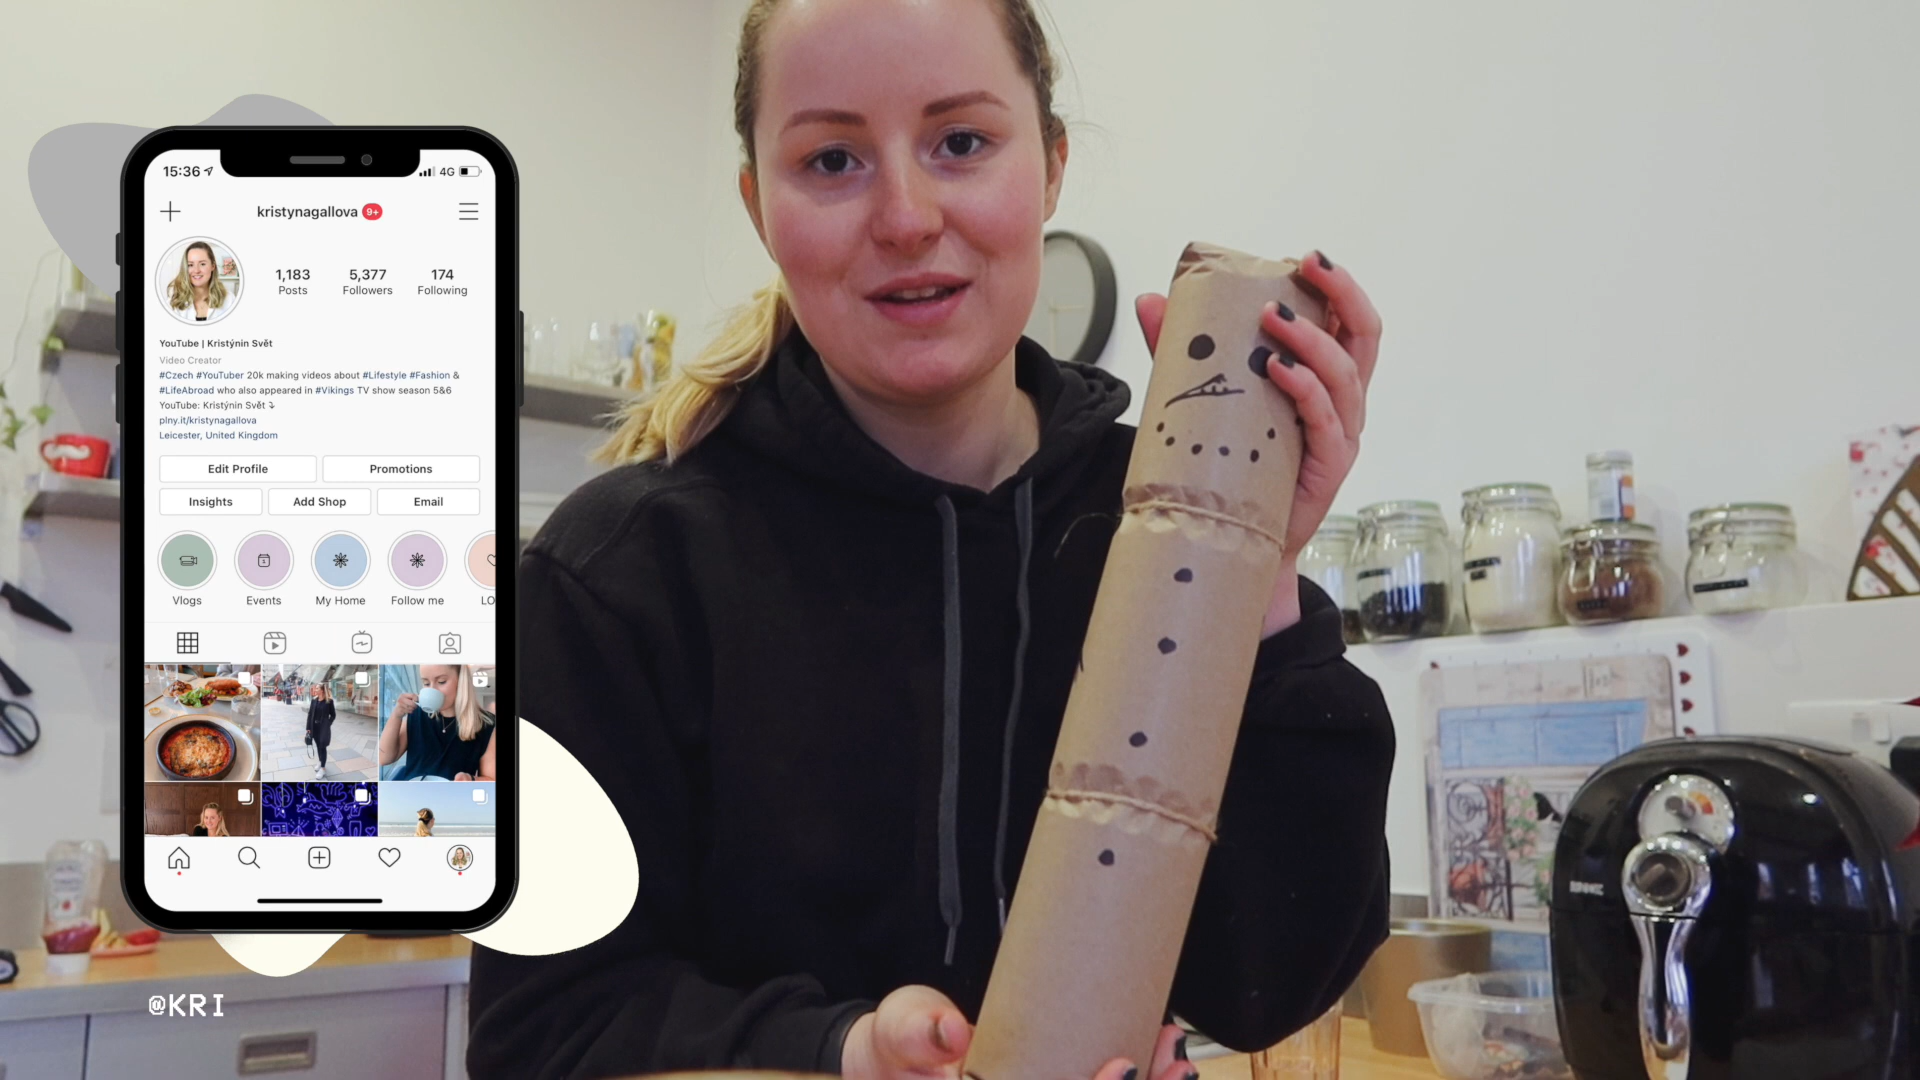 15:36
4G
kristynagallova 9+
1,183 5,377 174
Posts Followers Following
YouTube | Kristýnin Svět
Video Creator
#Czech #YouTuber 20k making videos about #Lifestyle #Fashion &
#LifeAbroad who also appeared in #Vikings TV show season 5&6
YouTube: Kristýnin Svět ⤵
plny.it/kristynagallova
Leicester, United Kingdom
Edit Profile Promotions
Insights Add Shop Email
Vlogs Events My Home Follow me LO
@KRI